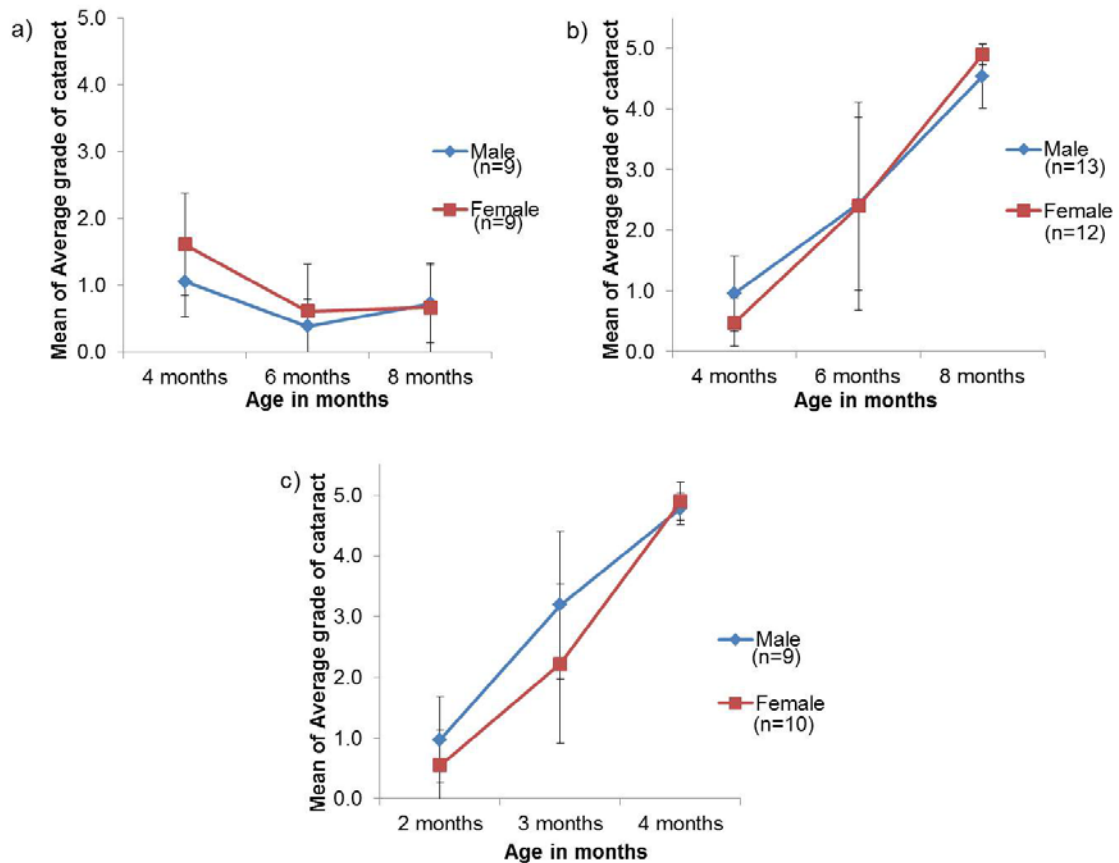 a)
Mean of Average grade of cataract
5.0
4.0
3.0
2.0
1.0
0.0
4 months
6 months
8 months
Age in months
Male
(n=9)
Female
(n=9)
b)
Mean of Average grade of cataract
5.0
4.0
3.0
2.0
1.0
0.0
4 months
6 months
8 months
Age in months
Male
(n=13)
Female
(n=12)
c)
Mean of Average grade of cataract
5.0
4.0
3.0
2.0
1.0
0.0
2 months
3 months
4 months
Age in months
Male
(n=9)
Female
(n=10)